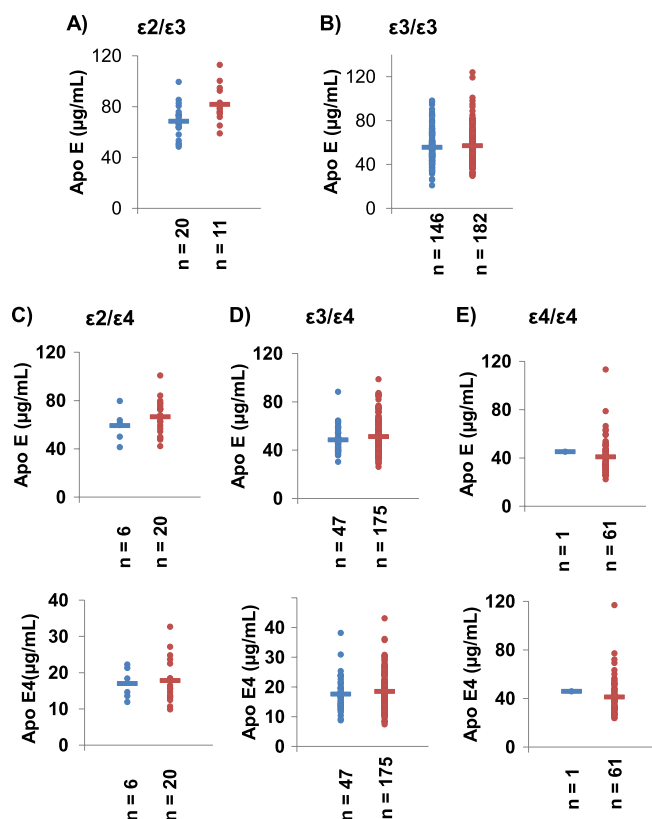 A) ε2/ε3
B) ε3/ε3
Apo E (µg/mL)
120
80
40
0
n = 20
n = 11
Apo E (µg/mL)
120
80
40
0
n = 146
n = 182
C) ε2/ε4
D) ε3/ε4
E) ε4/ε4
Apo E (µg/mL)
120
80
40
0
n = 6
n = 20
Apo E (µg/mL)
120
80
40
0
n = 47
n = 175
Apo E (µg/mL)
120
80
40
0
n = 1
n = 61
Apo E4(µg/mL)
40
30
20
10
0
n = 6
n = 20
Apo E4 (µg/mL)
50
40
30
20
10
0
n = 47
n = 175
Apo E4 (µg/mL)
120
80
40
0
n = 1
n = 61